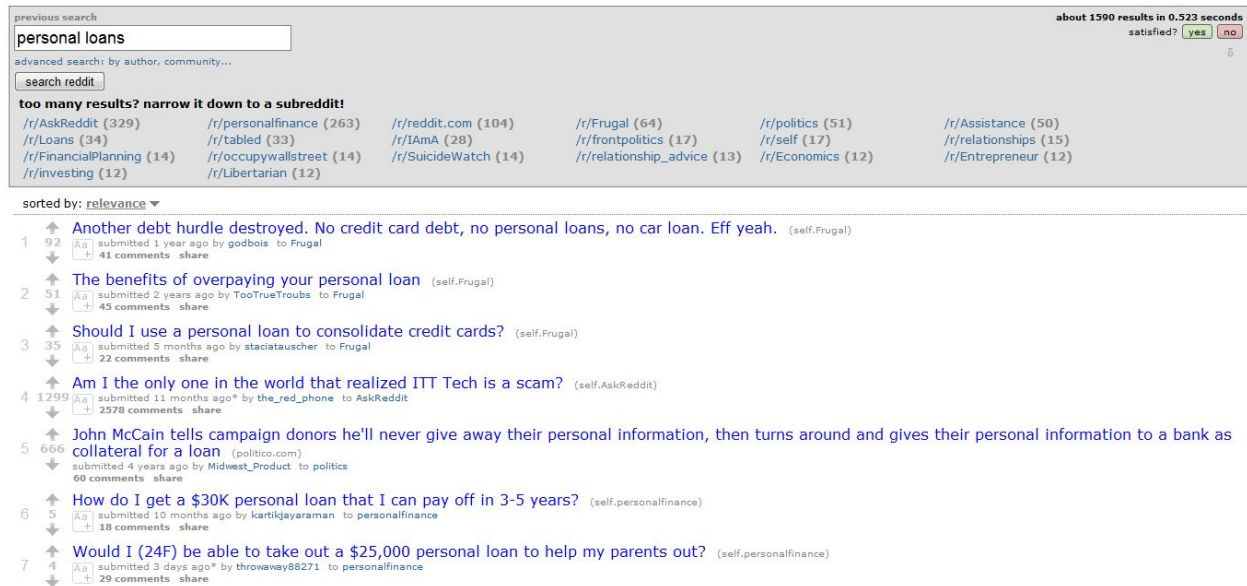 previous search
about 1590 results in 0.523 seconds
personal loans
satisfied? yes no
advanced search: by author, community...
search reddit
too many results? narrow it down to a subreddit!
/r/AskReddit (329) /r/personalfinance (263) /r/reddit.com (104) /r/Frugal (64) /r/politics (51) /r/Assistance (50)
/r/Loans (34) /r/tabled (33) /r/IAmA (28) /r/frontpolitics (17) /r/self (17) /r/relationships (15)
/r/FinancialPlanning (14) /r/occupywallstreet (14) /r/SuicideWatch (14) /r/relationship_advice (13) /r/Economics (12) /r/Entrepreneur (12)
/r/investing (12) /r/Libertarian (12)
sorted by: relevance
Another debt hurdle destroyed. No credit card debt, no personal loans, no car loan. Eff yeah. (self.Frugal)
1 92 Aa+ submitted 1 year ago by godbois to Frugal
41 comments share
The benefits of overpaying your personal loan (self.Frugal)
2 51 Aa+ submitted 2 years ago by TooTrueTroubs to Frugal
45 comments share
Should I use a personal loan to consolidate credit cards? (self.Frugal)
3 35 Aa+ submitted 5 months ago by staciatauscher to Frugal
22 comments share
Am I the only one in the world that realized ITT Tech is a scam? (self.AskReddit)
4 1299 Aa+ submitted 11 months ago* by the_red_phone to AskReddit
2578 comments share
John McCain tells campaign donors he'll never give away their personal information, then turns around and gives their personal information to a bank as
5 666 collateral for a loan (politico.com)
submitted 4 years ago by Midwest_Product to politics
60 comments share
How do I get a $30K personal loan that I can pay off in 3-5 years? (self.personalfinance)
6 5 Aa+ submitted 10 months ago by kartikjayaraman to personalfinance
18 comments share
Would I (24F) be able to take out a $25,000 personal loan to help my parents out? (self.personalfinance)
7 4 Aa+ submitted 3 days ago* by throwaway88271 to personalfinance
29 comments share